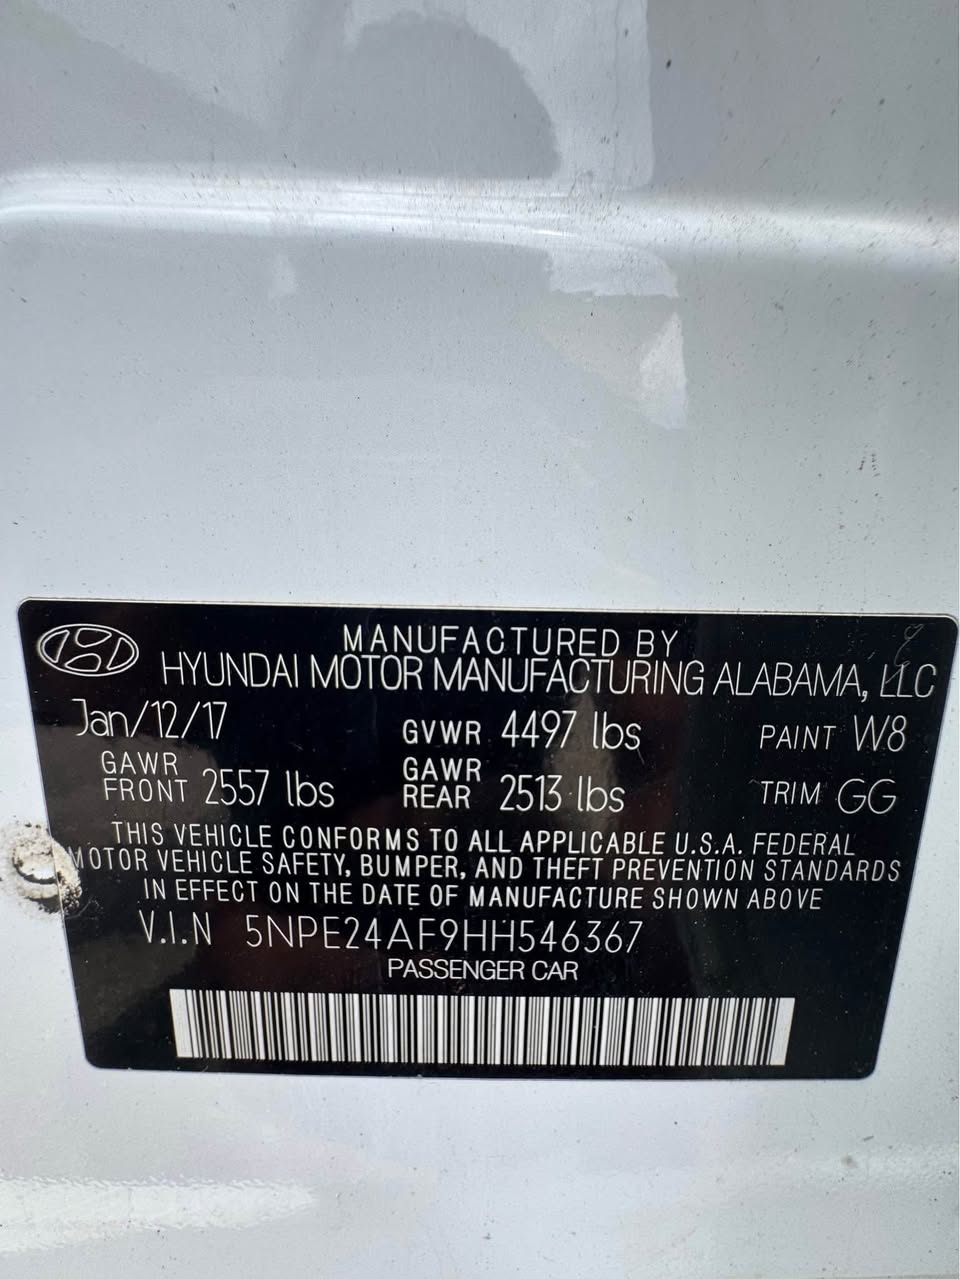 MANUFACTURED BY
HYUNDAI MOTOR MANUFACTURING ALABAMA, LLC
Jan/12/17 GVWR 4497 lbs PAINT W8
GAWR FRONT 2557 lbs GAWR REAR 2513 lbs TRIM GG
THIS VEHICLE CONFORMS TO ALL APPLICABLE U.S.A. FEDERAL
MOTOR VEHICLE SAFETY, BUMPER, AND THEFT PREVENTION STANDARDS
IN EFFECT ON THE DATE OF MANUFACTURE SHOWN ABOVE
V.I.N 5NPE24AF9HH546367
PASSENGER CAR